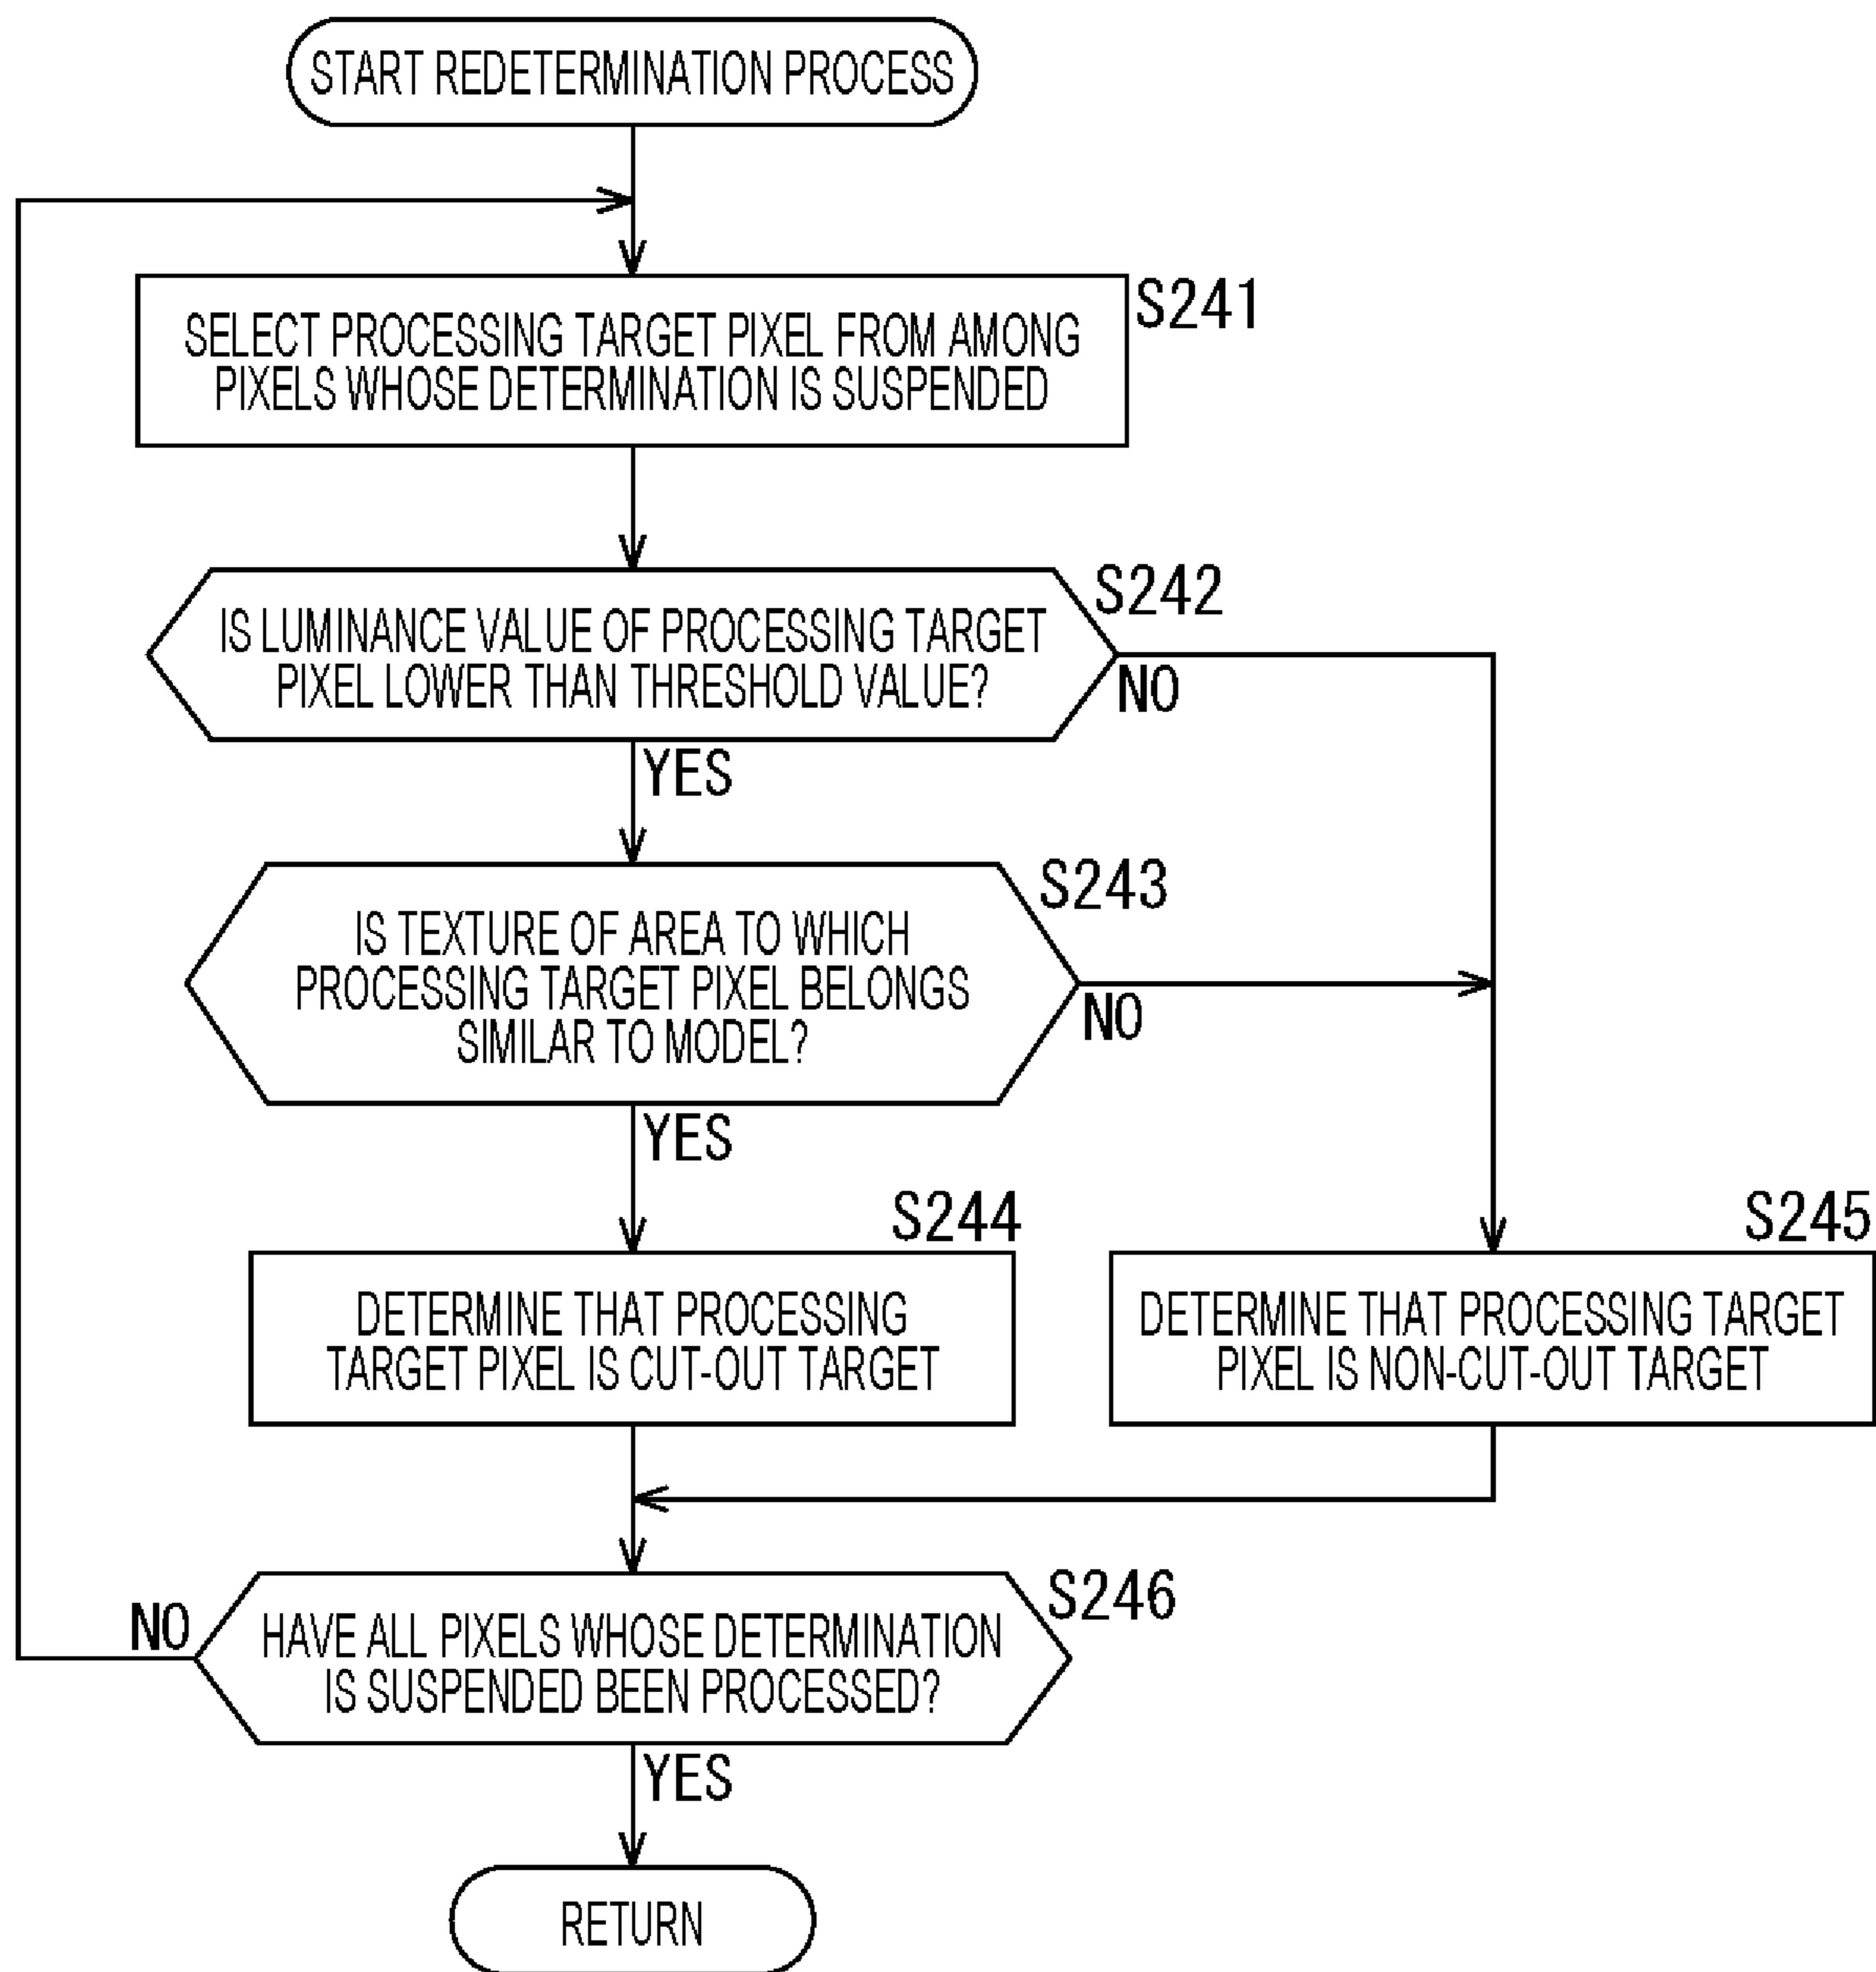 START REDETERMINATION PROCESS
S241
SELECT PROCESSING TARGET PIXEL FROM AMONG
PIXELS WHOSE DETERMINATION IS SUSPENDED
S242
IS LUMINANCE VALUE OF PROCESSING TARGET
PIXEL LOWER THAN THRESHOLD VALUE?
NO
YES
S243
IS TEXTURE OF AREA TO WHICH
PROCESSING TARGET PIXEL BELONGS
SIMILAR TO MODEL?
NO
YES
S244
DETERMINE THAT PROCESSING
TARGET PIXEL IS CUT-OUT TARGET
S245
DETERMINE THAT PROCESSING TARGET
PIXEL IS NON-CUT-OUT TARGET
S246
NO
HAVE ALL PIXELS WHOSE DETERMINATION
IS SUSPENDED BEEN PROCESSED?
YES
RETURN